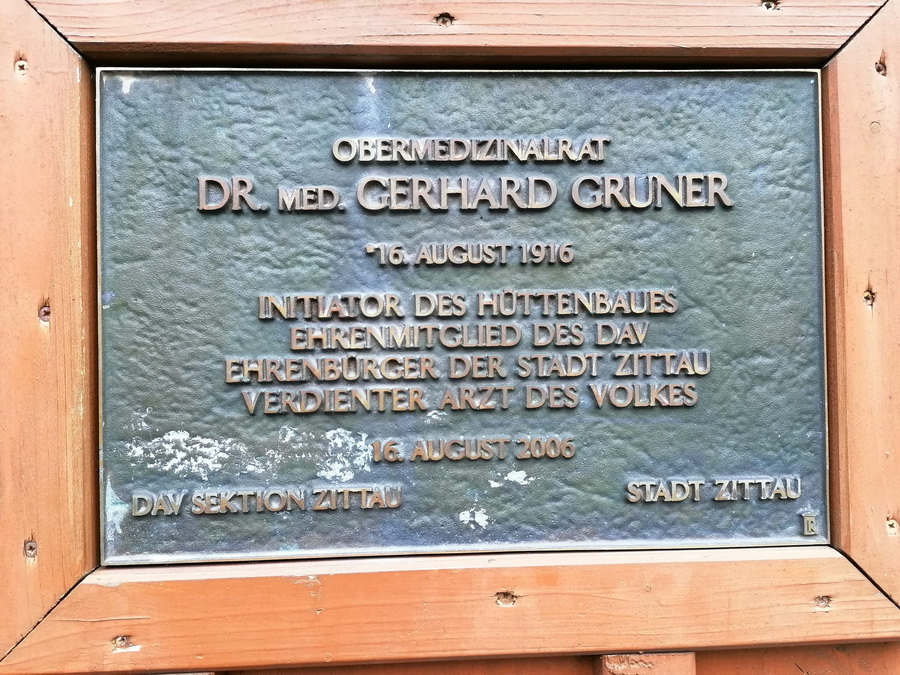 OBERMEDIZINALRAT
DR. MED. GERHARD GRUNER
*16. AUGUST 1916
INITIATOR DES HÜTTENBAUES
EHRENMITGLIED DES DAV
EHRENBÜRGER DER STADT ZITTAU
VERDIENTER ARZT DES VOLKES
16. AUGUST 2006
DAV SEKTION ZITTAU
STADT ZITTAU